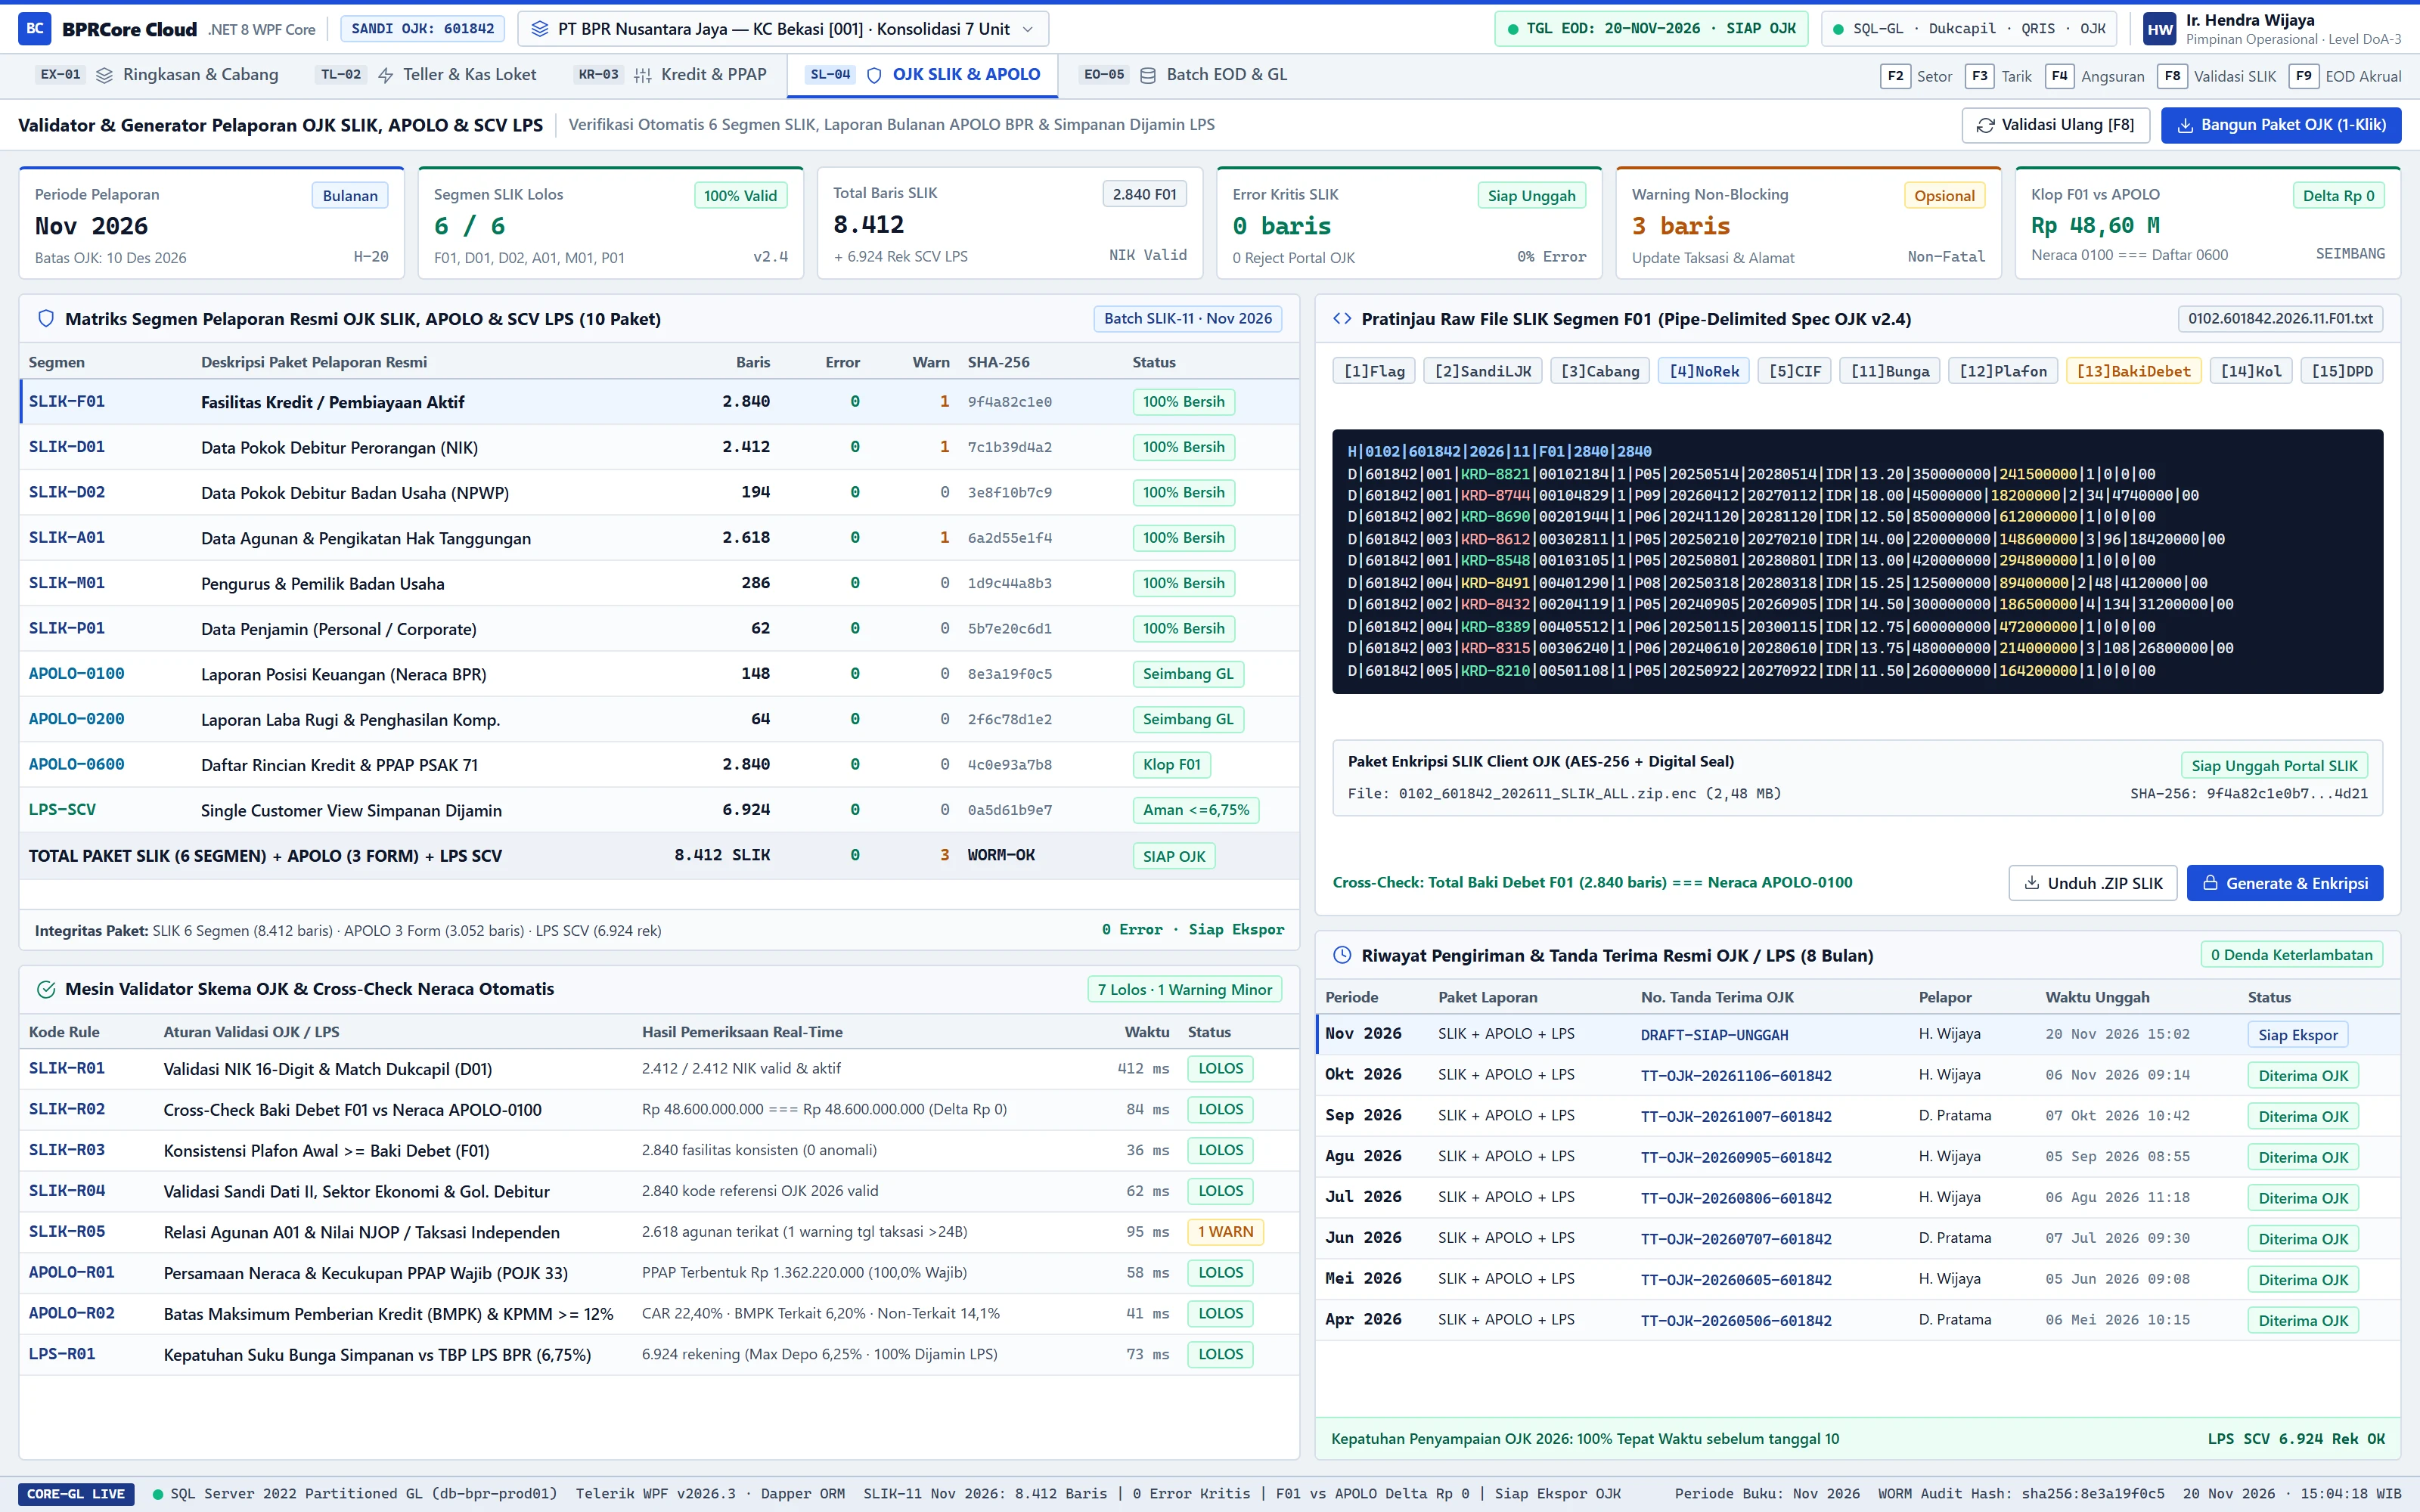 BC BPRCore Cloud .NET 8 WPF Core SANDI OJK: 601842 PT BPR Nusantara Jaya — KC Bekasi [001] · Konsolidasi 7 Unit TGL EOD: 20-NOV-2026 · SIAP OJK SQL-GL · Dukcapil · QRIS · OJK HW Ir. Hendra Wijaya
Pimpinan Operasional · Level DoA-3
EX-01 Ringkasan & Cabang TL-02 Teller & Kas Loket KR-03 Kredit & PPAP SL-04 OJK SLIK & APOLO EO-05 Batch EOD & GL F2 Setor F3 Tarik F4 Angsuran F8 Validasi SLIK F9 EOD Akrual
Validator & Generator Pelaporan OJK SLIK, APOLO & SCV LPS Verifikasi Otomatis 6 Segmen SLIK, Laporan Bulanan APOLO BPR & Simpanan Dijamin LPS Validasi Ulang [F8] Bangun Paket OJK (1-Klik)
Periode Pelaporan Bulanan
Nov 2026
Batas OJK: 10 Des 2026 H-20
Segmen SLIK Lolos 100% Valid
6 / 6
F01, D01, D02, A01, M01, P01 v2.4
Total Baris SLIK 2.840 F01
8.412
+ 6.924 Rek SCV LPS NIK Valid
Error Kritis SLIK Siap Unggah
0 baris
0 Reject Portal OJK 0% Error
Warning Non-Blocking Opsional
3 baris
Update Taksasi & Alamat Non-Fatal
Klop F01 vs APOLO Delta Rp 0
Rp 48,60 M
Neraca 0100 === Daftar 0600 SEIMBANG
Matriks Segmen Pelaporan Resmi OJK SLIK, APOLO & SCV LPS (10 Paket) Batch SLIK-11 · Nov 2026
Segmen Deskripsi Paket Pelaporan Resmi Baris Error Warn SHA-256 Status
SLIK-F01 Fasilitas Kredit / Pembiayaan Aktif 2.840 0 1 9f4a82c1e0 100% Bersih
SLIK-D01 Data Pokok Debitur Perorangan (NIK) 2.412 0 1 7c1b39d4a2 100% Bersih
SLIK-D02 Data Pokok Debitur Badan Usaha (NPWP) 194 0 0 3e8f10b7c9 100% Bersih
SLIK-A01 Data Agunan & Pengikatan Hak Tanggungan 2.618 0 1 6a2d55e1f4 100% Bersih
SLIK-M01 Pengurus & Pemilik Badan Usaha 286 0 0 1d9c44a8b3 100% Bersih
SLIK-P01 Data Penjamin (Personal / Corporate) 62 0 0 5b7e20c6d1 100% Bersih
APOLO-0100 Laporan Posisi Keuangan (Neraca BPR) 148 0 0 8e3a19f0c5 Seimbang GL
APOLO-0200 Laporan Laba Rugi & Penghasilan Komp. 64 0 0 2f6c78d1e2 Seimbang GL
APOLO-0600 Daftar Rincian Kredit & PPAP PSAK 71 2.840 0 0 4c0e93a7b8 Klop F01
LPS-SCV Single Customer View Simpanan Dijamin 6.924 0 0 0a5d61b9e7 Aman <=6,75%
TOTAL PAKET SLIK (6 SEGMEN) + APOLO (3 FORM) + LPS SCV 8.412 SLIK 0 3 WORM-OK SIAP OJK
Integritas Paket: SLIK 6 Segmen (8.412 baris) · APOLO 3 Form (3.052 baris) · LPS SCV (6.924 rek) 0 Error · Siap Ekspor
Mesin Validator Skema OJK & Cross-Check Neraca Otomatis 7 Lolos · 1 Warning Minor
Kode Rule Aturan Validasi OJK / LPS Hasil Pemeriksaan Real-Time Waktu Status
SLIK-R01 Validasi NIK 16-Digit & Match Dukcapil (D01) 2.412 / 2.412 NIK valid & aktif 412 ms LOLOS
SLIK-R02 Cross-Check Baki Debet F01 vs Neraca APOLO-0100 Rp 48.600.000.000 === Rp 48.600.000.000 (Delta Rp 0) 84 ms LOLOS
SLIK-R03 Konsistensi Plafon Awal >= Baki Debet (F01) 2.840 fasilitas konsisten (0 anomali) 36 ms LOLOS
SLIK-R04 Validasi Sandi Dati II, Sektor Ekonomi & Gol. Debitur 2.840 kode referensi OJK 2026 valid 62 ms LOLOS
SLIK-R05 Relasi Agunan A01 & Nilai NJOP / Taksasi Independen 2.618 agunan terikat (1 warning tgl taksasi >24B) 95 ms 1 WARN
APOLO-R01 Persamaan Neraca & Kecukupan PPAP Wajib (POJK 33) PPAP Terbentuk Rp 1.362.220.000 (100,0% Wajib) 58 ms LOLOS
APOLO-R02 Batas Maksimum Pemberian Kredit (BMPK) & KPMM >= 12% CAR 22,40% · BMPK Terkait 6,20% · Non-Terkait 14,1% 41 ms LOLOS
LPS-R01 Kepatuhan Suku Bunga Simpanan vs TBP LPS BPR (6,75%) 6.924 rekening (Max Depo 6,25% · 100% Dijamin LPS) 73 ms LOLOS
Pratinjau Raw File SLIK Segmen F01 (Pipe-Delimited Spec OJK v2.4) 0102.601842.2026.11.F01.txt
[1]Flag [2]SandiLJK [3]Cabang [4]NoRek [5]CIF [11]Bunga [12]Plafon [13]BakiDebet [14]Kol [15]DPD
H|0102|601842|2026|11|F01|2840|2840
D|601842|001|KRD-8821|00102184|1|P05|20250514|20280514|IDR|13.20|350000000|241500000|1|0|0|00
D|601842|001|KRD-8744|00104829|1|P09|20260412|20270112|IDR|18.00|45000000|18200000|2|34|4740000|00
D|601842|002|KRD-8690|00201944|1|P06|20241120|20281120|IDR|12.50|850000000|612000000|1|0|0|00
D|601842|003|KRD-8612|00302811|1|P05|20250210|20270210|IDR|14.00|220000000|148600000|3|96|18420000|00
D|601842|001|KRD-8548|00103105|1|P05|20250801|20280801|IDR|13.00|420000000|294800000|1|0|0|00
D|601842|004|KRD-8491|00401290|1|P08|20250318|20280318|IDR|15.25|125000000|89400000|2|48|4120000|00
D|601842|002|KRD-8432|00204119|1|P05|20240905|20260905|IDR|14.50|300000000|186500000|4|134|31200000|00
D|601842|004|KRD-8389|00405512|1|P06|20250115|20300115|IDR|12.75|600000000|472000000|1|0|0|00
D|601842|003|KRD-8315|00306240|1|P06|20240610|20280610|IDR|13.75|480000000|214000000|3|108|26800000|00
D|601842|005|KRD-8210|00501108|1|P05|20250922|20270922|IDR|11.50|260000000|164200000|1|0|0|00
Paket Enkripsi SLIK Client OJK (AES-256 + Digital Seal) Siap Unggah Portal SLIK
File: 0102_601842_202611_SLIK_ALL.zip.enc (2,48 MB) SHA-256: 9f4a82c1e0b7...4d21
Cross-Check: Total Baki Debet F01 (2.840 baris) === Neraca APOLO-0100 Unduh .ZIP SLIK Generate & Enkripsi
Riwayat Pengiriman & Tanda Terima Resmi OJK / LPS (8 Bulan) 0 Denda Keterlambatan
Periode Paket Laporan No. Tanda Terima OJK Pelapor Waktu Unggah Status
Nov 2026 SLIK + APOLO + LPS DRAFT-SIAP-UNGGAH H. Wijaya 20 Nov 2026 15:02 Siap Ekspor
Okt 2026 SLIK + APOLO + LPS TT-OJK-20261106-601842 H. Wijaya 06 Nov 2026 09:14 Diterima OJK
Sep 2026 SLIK + APOLO + LPS TT-OJK-20261007-601842 D. Pratama 07 Okt 2026 10:42 Diterima OJK
Agu 2026 SLIK + APOLO + LPS TT-OJK-20260905-601842 H. Wijaya 05 Sep 2026 08:55 Diterima OJK
Jul 2026 SLIK + APOLO + LPS TT-OJK-20260806-601842 H. Wijaya 06 Agu 2026 11:18 Diterima OJK
Jun 2026 SLIK + APOLO + LPS TT-OJK-20260707-601842 D. Pratama 07 Jul 2026 09:30 Diterima OJK
Mei 2026 SLIK + APOLO + LPS TT-OJK-20260605-601842 H. Wijaya 05 Jun 2026 09:08 Diterima OJK
Apr 2026 SLIK + APOLO + LPS TT-OJK-20260506-601842 D. Pratama 06 Mei 2026 10:15 Diterima OJK
Kepatuhan Penyampaian OJK 2026: 100% Tepat Waktu sebelum tanggal 10 LPS SCV 6.924 Rek OK
CORE-GL LIVE SQL Server 2022 Partitioned GL (db-bpr-prod01) Telerik WPF v2026.3 · Dapper ORM SLIK-11 Nov 2026: 8.412 Baris | 0 Error Kritis | F01 vs APOLO Delta Rp 0 | Siap Ekspor OJK Periode Buku: Nov 2026 WORM Audit Hash: sha256:8e3a19f0c5 20 Nov 2026 · 15:04:18 WIB